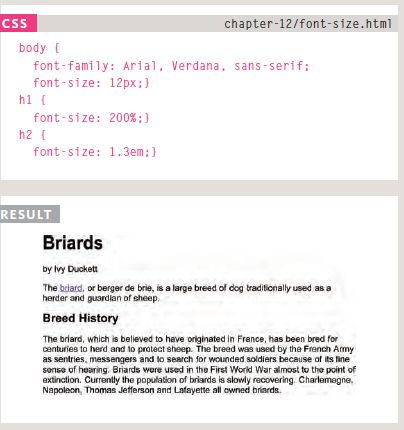 CSS chapter-12/font-size.html
body {
font-family: Arial, Verdana, sans-serif;
font-size: 12px;}
h1 {
font-size: 200%;}
h2 {
font-size: 1.3em;}
RESULT
Briards
by Ivy Duckett
The briard, or berger de brie, is a large breed of dog traditionally used as a
herder and guardian of sheep.
Breed History
The briard, which is believed to have originated in France, has been bred for
centuries to herd and to protect sheep. The breed was used by the French Army
as sentries, messengers and to search for wounded soldiers because of its fine
sense of hearing. Briards were used in the First World War almost to the point of
extinction. Currently the population of briards is slowly recovering. Charlemagne,
Napoleon, Thomas Jefferson and Lafayette all owned briards.